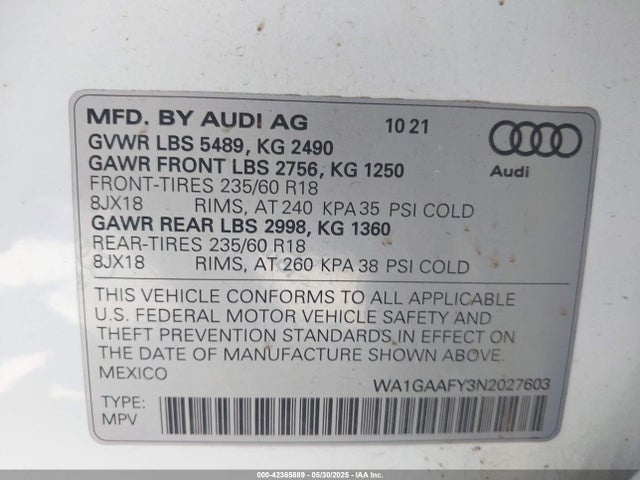 MFD. BY AUDI AG 10 21
GVWR LBS 5489, KG 2490
GAWR FRONT LBS 2756, KG 1250
Audi
FRONT-TIRES 235/60 R18
8JX18 RIMS, AT 240 KPA 35 PSI COLD
GAWR REAR LBS 2998, KG 1360
REAR-TIRES 235/60 R18
8JX18 RIMS, AT 260 KPA 38 PSI COLD
THIS VEHICLE CONFORMS TO ALL APPLICABLE
U.S. FEDERAL MOTOR VEHICLE SAFETY AND
THEFT PREVENTION STANDARDS IN EFFECT ON
THE DATE OF MANUFACTURE SHOWN ABOVE.
MEXICO
WA1GAAFY3N2027603
TYPE:
MPV
000-42365889 - 05/30/2025 - IAA, Inc.